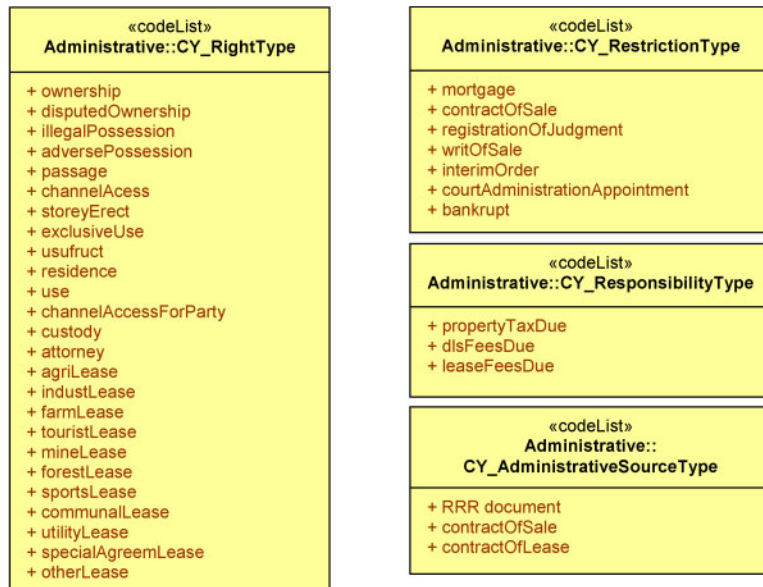 «codeList»
Administrative::CY_RightType
+ ownership
+ disputedOwnership
+ illegalPossession
+ adversePossession
+ passage
+ channelAcess
+ storeyErect
+ exclusiveUse
+ usufruct
+ residence
+ use
+ channelAccessForParty
+ custody
+ attorney
+ agriLease
+ industLease
+ farmLease
+ touristLease
+ mineLease
+ forestLease
+ sportsLease
+ communalLease
+ utilityLease
+ specialAgreemLease
+ otherLease
«codeList»
Administrative::CY_RestrictionType
+ mortgage
+ contractOfSale
+ registrationOfJudgment
+ writOfSale
+ interimOrder
+ courtAdministrationAppointment
+ bankrupt
«codeList»
Administrative::CY_ResponsibilityType
+ propertyTaxDue
+ dlsFeesDue
+ leaseFeesDue
«codeList»
Administrative::
CY_AdministrativeSourceType
+ RRR document
+ contractOfSale
+ contractOfLease